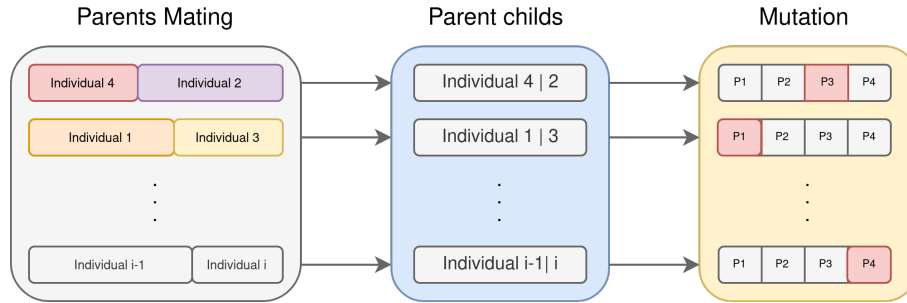 Parents Mating
Parent childs
Mutation
Individual 4
Individual 2
Individual 4 | 2
P1
P2
P3
P4
Individual 1
Individual 3
Individual 1 | 3
P1
P2
P3
P4
Individual i-1
Individual i
Individual i-1| i
P1
P2
P3
P4